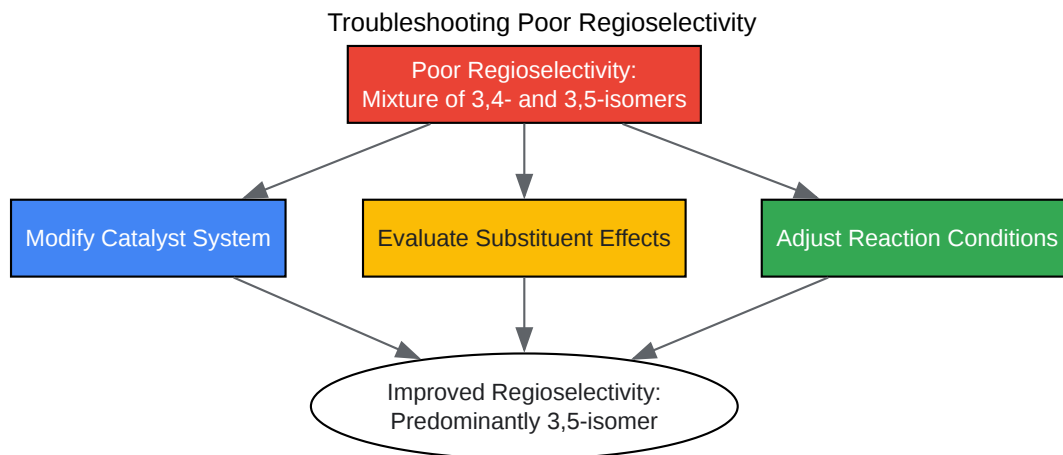 Troubleshooting Poor Regioselectivity
Poor Regioselectivity:
Mixture of 3,4- and 3,5-isomers
Modify Catalyst System
Evaluate Substituent Effects
Adjust Reaction Conditions
Improved Regioselectivity:
Predominantly 3,5-isomer